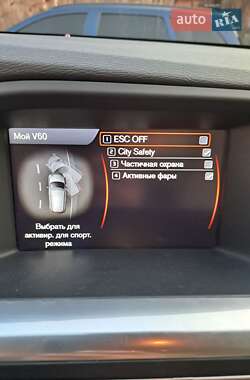 AUTO RIA
Мой V60
1 ESC OFF
2 City Safety
3 Частичная охрана
4 Активные фары
Выбрать для
активир. для спорт.
режима